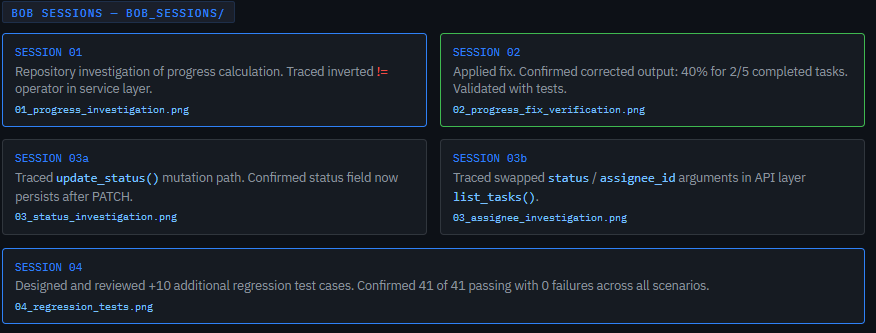 BOB SESSIONS — BOB_SESSIONS/
SESSION 01
Repository investigation of progress calculation. Traced inverted !=
operator in service layer.
01_progress_investigation.png
SESSION 02
Applied fix. Confirmed corrected output: 40% for 2/5 completed tasks.
Validated with tests.
02_progress_fix_verification.png
SESSION 03a
Traced update_status() mutation path. Confirmed status field now
persists after PATCH.
03_status_investigation.png
SESSION 03b
Traced swapped status / assignee_id arguments in API layer
list_tasks().
03_assignee_investigation.png
SESSION 04
Designed and reviewed +10 additional regression test cases. Confirmed 41 of 41 passing with 0 failures across all scenarios.
04_regression_tests.png